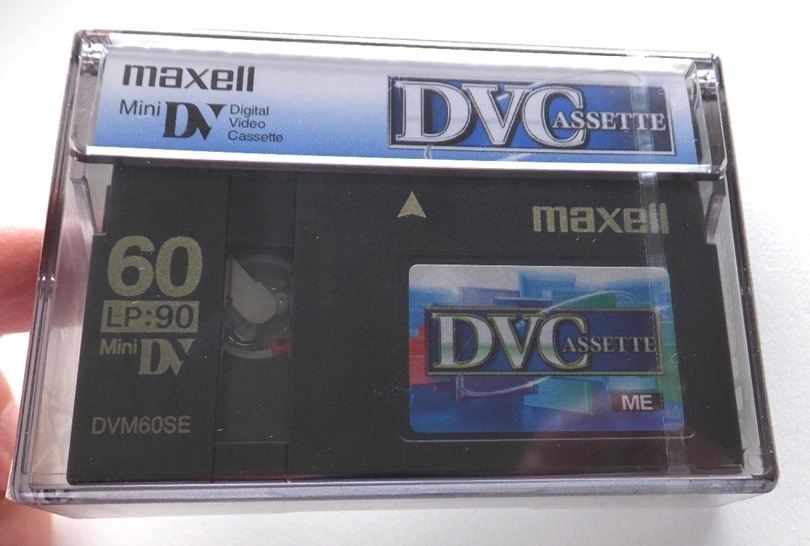 maxell
Mini DV Digital
Video
Cassette
DVCASSETTE
maxell
60
LP:90
Mini DV
DVM60SE
DVCASSETTE
ME